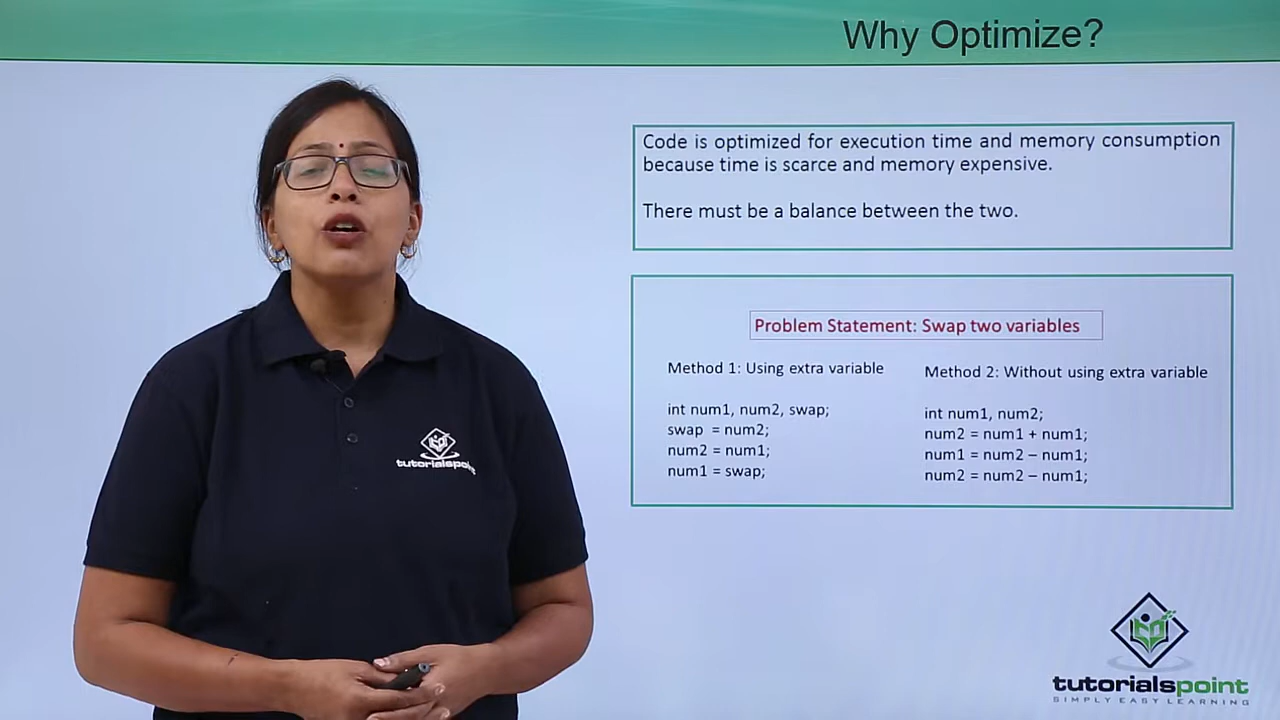 Why Optimize?
Code is optimized for execution time and memory consumption
because time is scarce and memory expensive.
There must be a balance between the two.
Problem Statement: Swap two variables
Method 1: Using extra variable
int num1, num2, swap;
swap = num2;
num2 = num1;
num1 = swap;
Method 2: Without using extra variable
int num1, num2;
num2 = num1 + num1;
num1 = num2 – num1;
num2 = num2 – num1;
tutorialspoint
tutorialspoint
SIMPLY EASY LEARNING